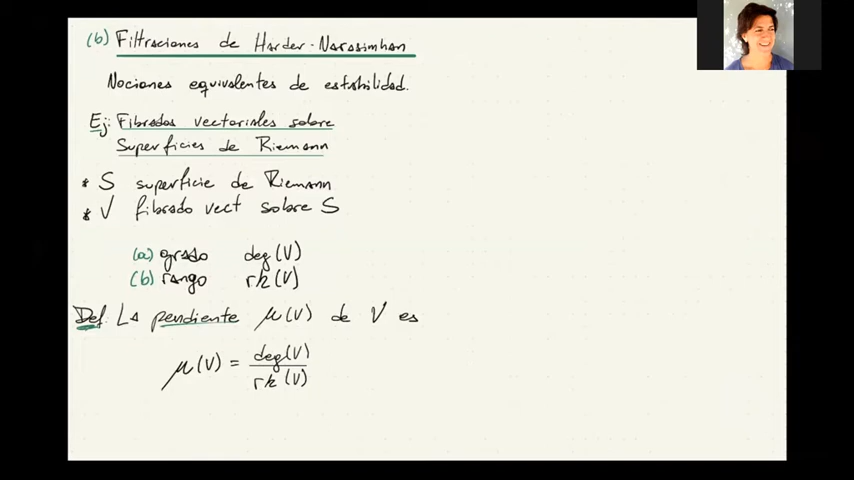 (b) Filtraciones de Harder-Narasimhan
Nociones equivalentes de estabilidad.
Ej: Fibrados vectoriales sobre
Superficies de Riemann
* S superficie de Riemann
* V fibrado vect sobre S
(a) grado deg(V)
(b) rango rk(V)
Def. La pendiente μ(V) de V es
μ(V) = deg(V) / rk(V)